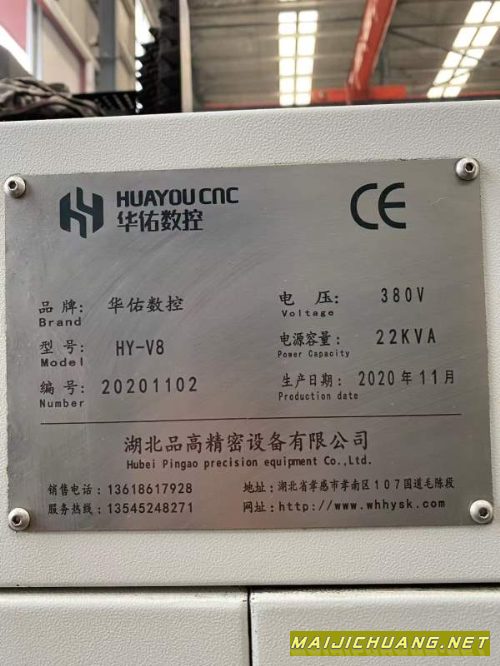 HUAYOU CNC
华佑数控
CE
品牌: 华佑数控
Brand
电压: 380V
Voltage
型号: HY-V8
Model
电源容量: 22KVA
Power Capacity
编号: 20201102
Number
生产日期: 2020年11月
Production date
湖北品高精密设备有限公司
Hubei Pingao precision equipment Co.,Ltd.
销售电话: 13618617928
地址: 湖北省孝感市孝南区107国道毛陈段
服务热线: 13545248271
网址: http://www.whhysk.com
MAIJICHUANG.NET